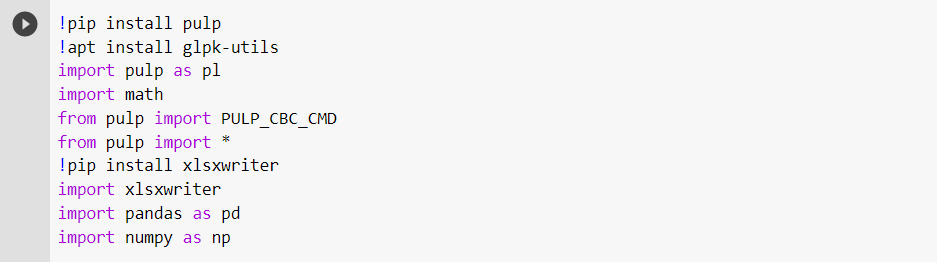 !pip install pulp
!apt install glpk-utils
import pulp as pl
import math
from pulp import PULP_CBC_CMD
from pulp import *
!pip install xlsxwriter
import xlsxwriter
import pandas as pd
import numpy as np